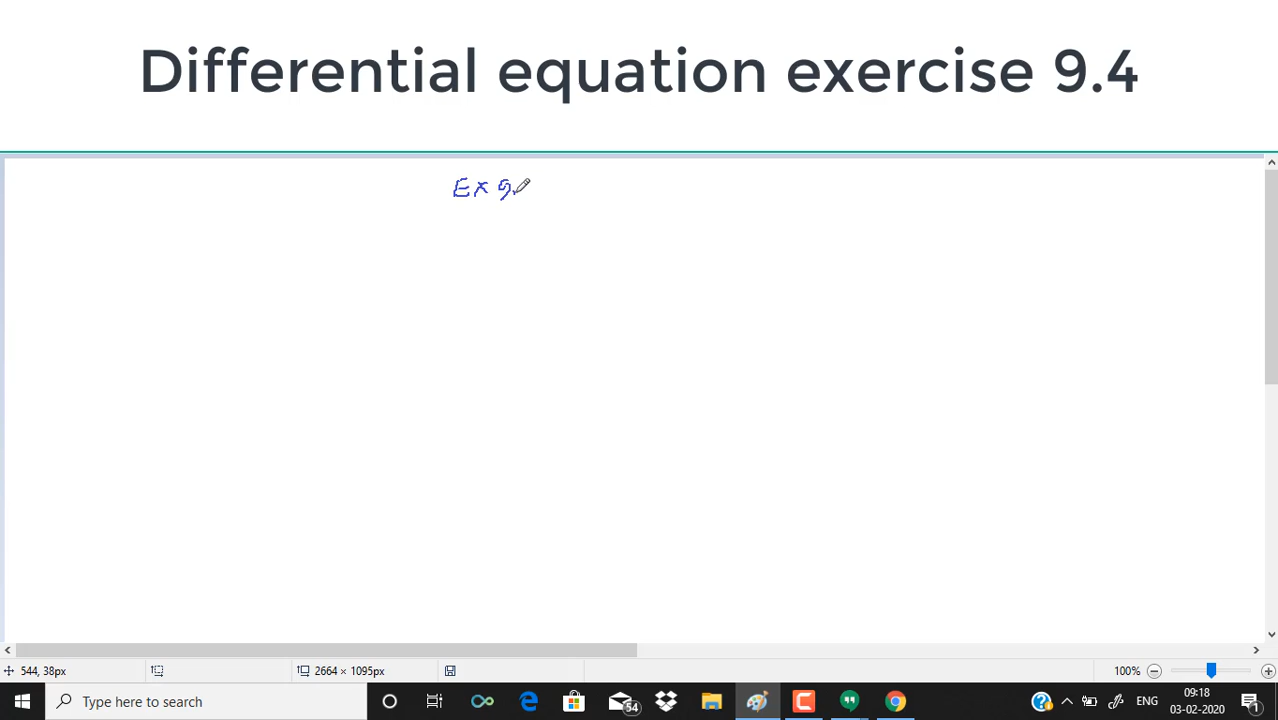 Differential equation exercise 9.4
Ex 9
544, 38px
2664 × 1095px
100%
Type here to search
54
ENG
09:18
03-02-2020
1